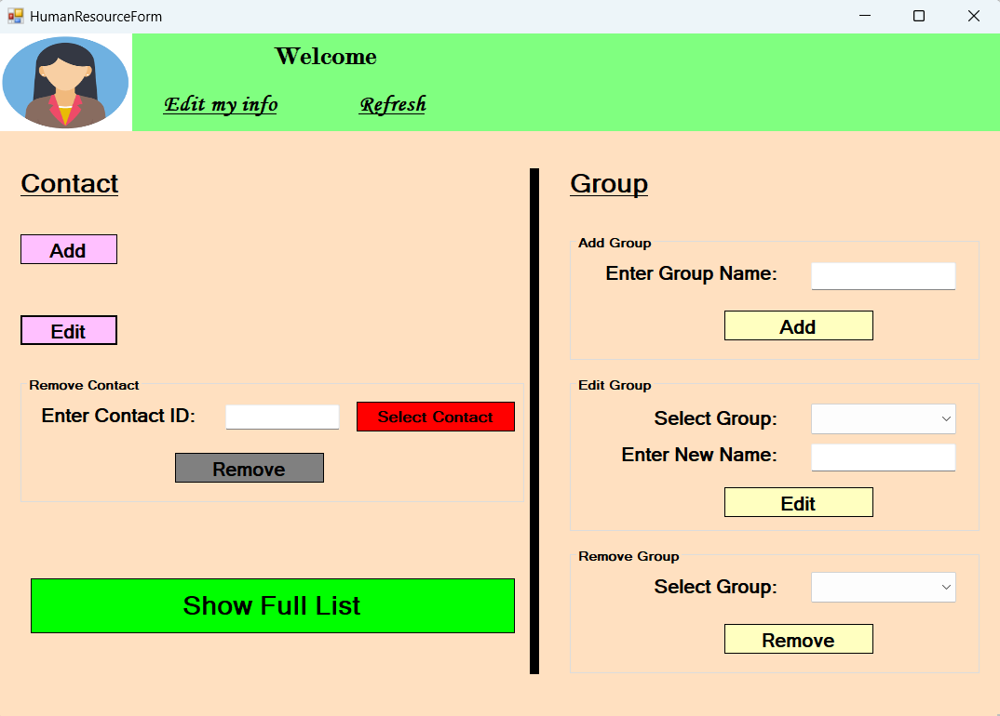 HumanResourceForm
Welcome
Edit my info
Refresh
Contact
Add
Edit
Remove Contact
Enter Contact ID:
Select Contact
Remove
Show Full List
Group
Add Group
Enter Group Name:
Add
Edit Group
Select Group:
Enter New Name:
Edit
Remove Group
Select Group:
Remove